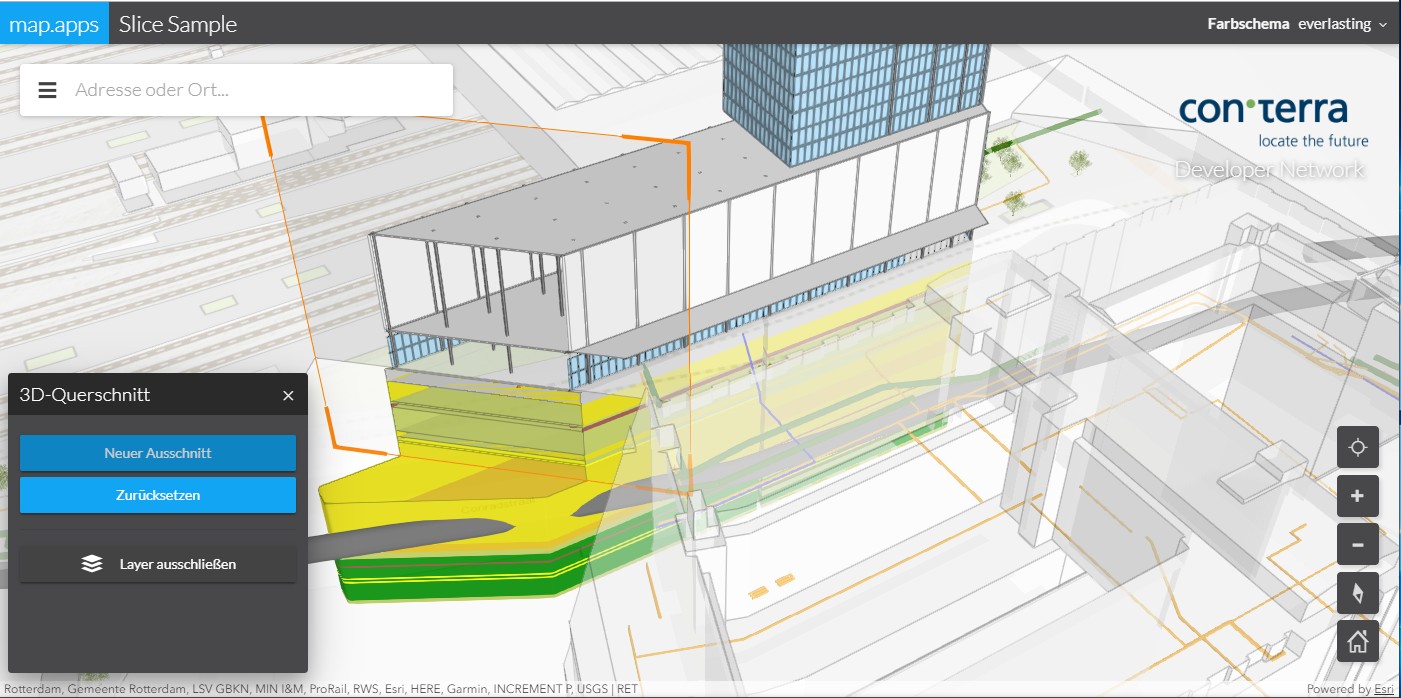 map.apps Slice Sample Farbschema everlasting
Adresse oder Ort...
con terra
locate the future
Developer Network
3D-Querschnitt ×
Neuer Ausschnitt
Zurücksetzen
Layer ausschließen
Rotterdam, Gemeente Rotterdam, LSV GBKN, MIN I&M, ProRail, RWS, Esri, HERE, Garmin, INCREMENT P, USGS | RET Powered by Esri